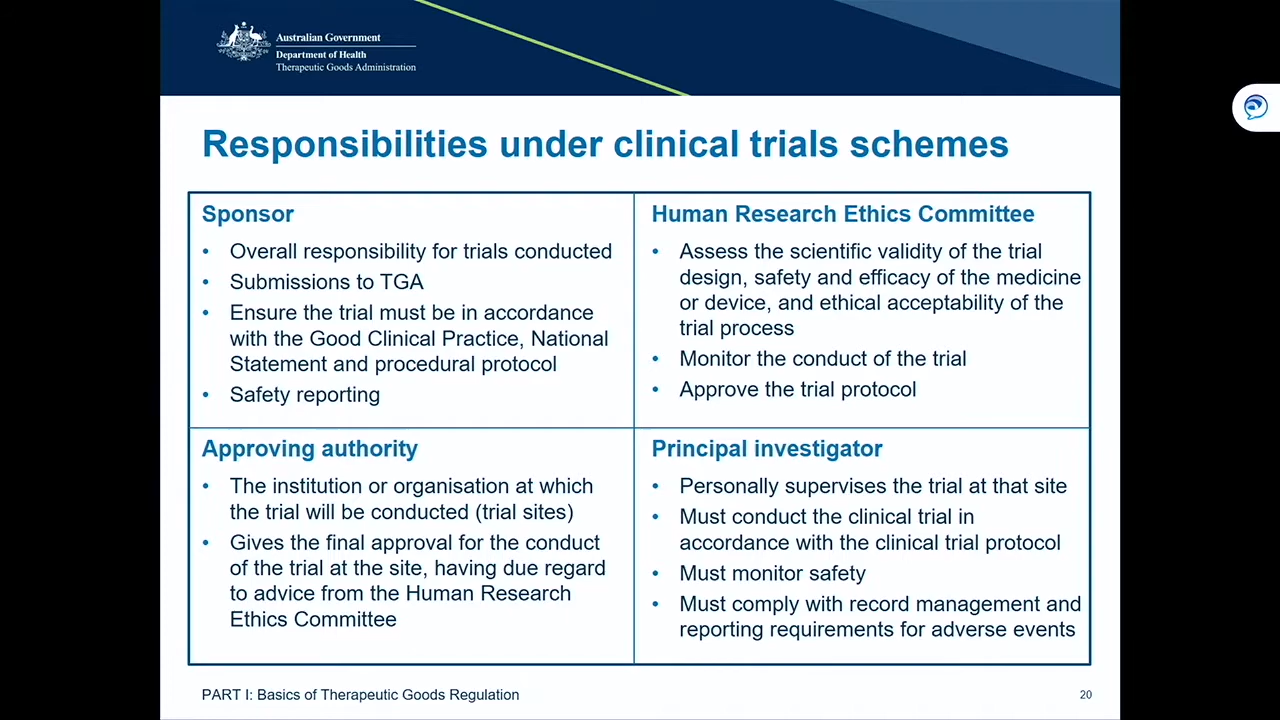 Australian Government
Department of Health
Therapeutic Goods Administration
Responsibilities under clinical trials schemes
Sponsor
• Overall responsibility for trials conducted
• Submissions to TGA
• Ensure the trial must be in accordance
with the Good Clinical Practice, National
Statement and procedural protocol
• Safety reporting
Human Research Ethics Committee
• Assess the scientific validity of the trial
design, safety and efficacy of the medicine
or device, and ethical acceptability of the
trial process
• Monitor the conduct of the trial
• Approve the trial protocol
Approving authority
• The institution or organisation at which
the trial will be conducted (trial sites)
• Gives the final approval for the conduct
of the trial at the site, having due regard
to advice from the Human Research
Ethics Committee
Principal investigator
• Personally supervises the trial at that site
• Must conduct the clinical trial in
accordance with the clinical trial protocol
• Must monitor safety
• Must comply with record management and
reporting requirements for adverse events
PART I: Basics of Therapeutic Goods Regulation
20